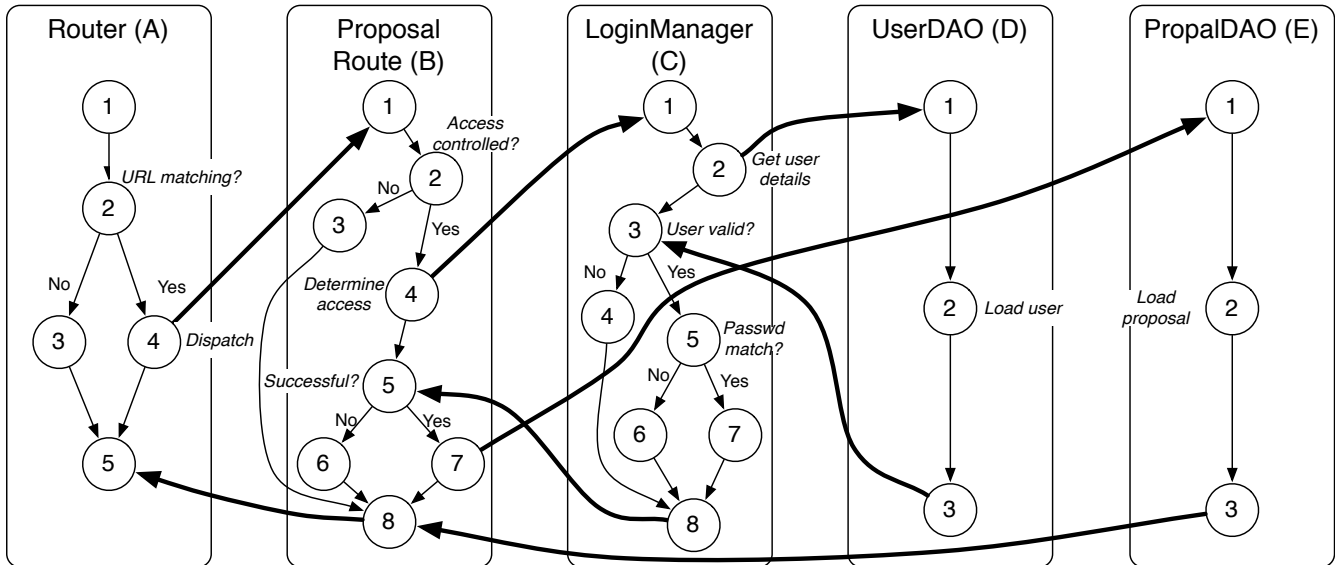 Router (A)
1
URL matching?
2
No
Yes
3
4
Dispatch
5
Proposal
Route (B)
1
Access
controlled?
2
No
3
Yes
Determine
access
4
Successful?
5
No
Yes
6
7
8
LoginManager
(C)
1
2
Get user
details
3
User valid?
No
Yes
4
5
Passwd
match?
No
Yes
6
7
8
UserDAO (D)
1
2
Load user
3
PropalDAO (E)
1
Load
proposal
2
3